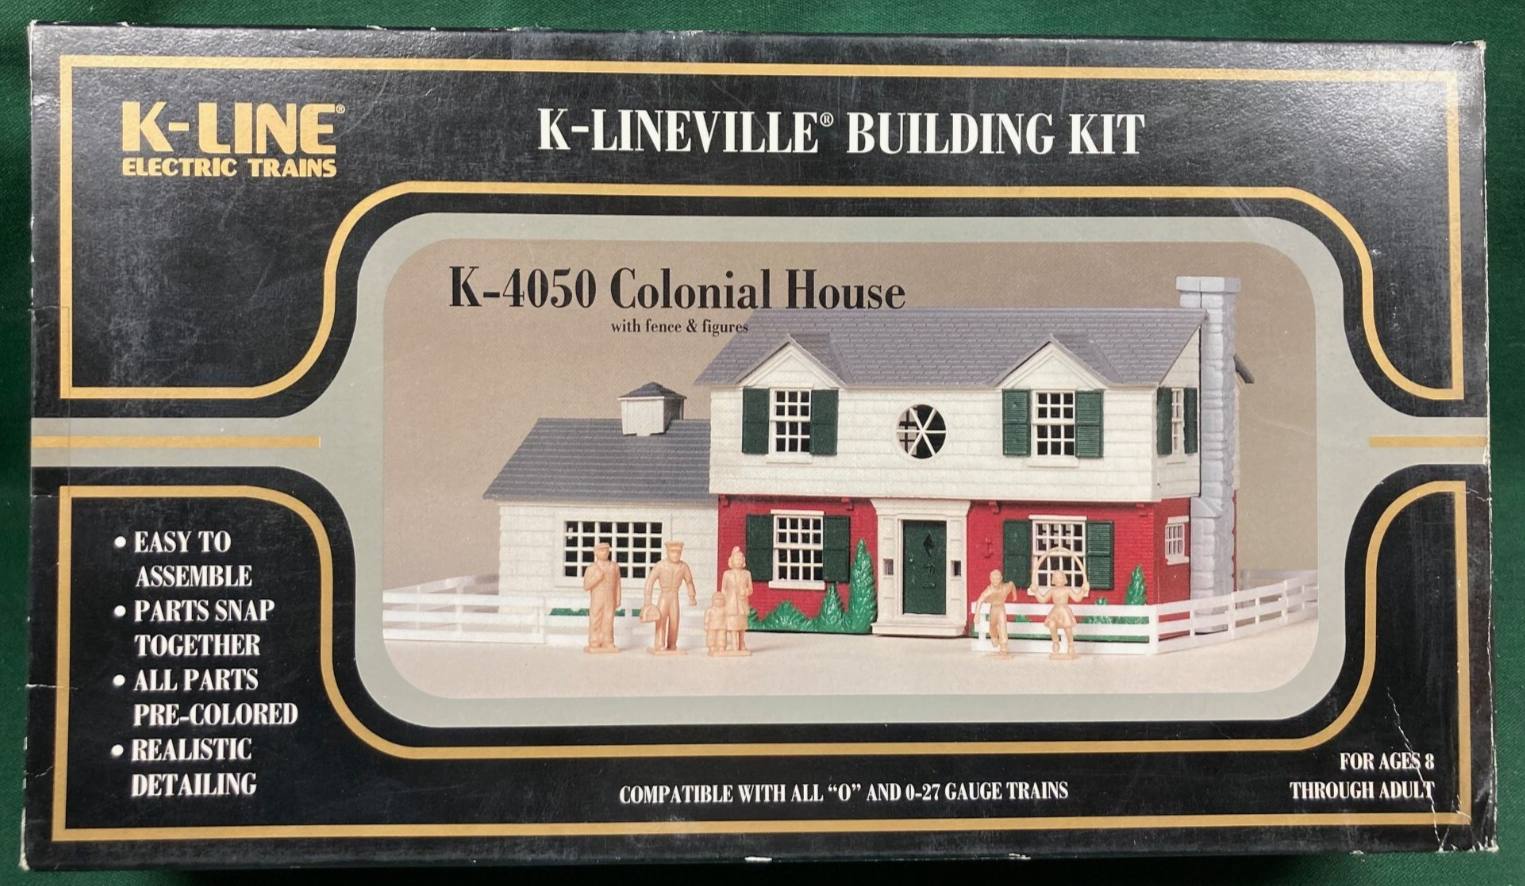 K-LINE®
ELECTRIC TRAINS
K-LINEVILLE® BUILDING KIT
K-4050 Colonial House
with fence & figures
• EASY TO
ASSEMBLE
• PARTS SNAP
TOGETHER
• ALL PARTS
PRE-COLORED
• REALISTIC
DETAILING
COMPATIBLE WITH ALL “O” AND 0-27 GAUGE TRAINS
FOR AGES 8
THROUGH ADULT